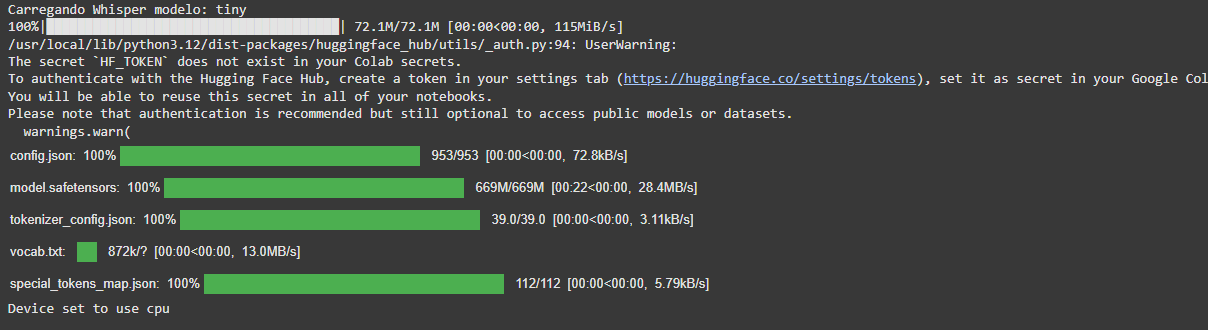 Carregando Whisper modelo: tiny
100%|████████████████████████████████████| 72.1M/72.1M [00:00<00:00, 115MiB/s]
/usr/local/lib/python3.12/dist-packages/huggingface_hub/utils/_auth.py:94: UserWarning:
The secret `HF_TOKEN` does not exist in your Colab secrets.
To authenticate with the Hugging Face Hub, create a token in your settings tab (https://huggingface.co/settings/tokens), set it as secret in your Google Col
You will be able to reuse this secret in all of your notebooks.
Please note that authentication is recommended but still optional to access public models or datasets.
  warnings.warn(
config.json: 100% 953/953 [00:00<00:00, 72.8kB/s]
model.safetensors: 100% 669M/669M [00:22<00:00, 28.4MB/s]
tokenizer_config.json: 100% 39.0/39.0 [00:00<00:00, 3.11kB/s]
vocab.txt: 872k/? [00:00<00:00, 13.0MB/s]
special_tokens_map.json: 100% 112/112 [00:00<00:00, 5.79kB/s]
Device set to use cpu